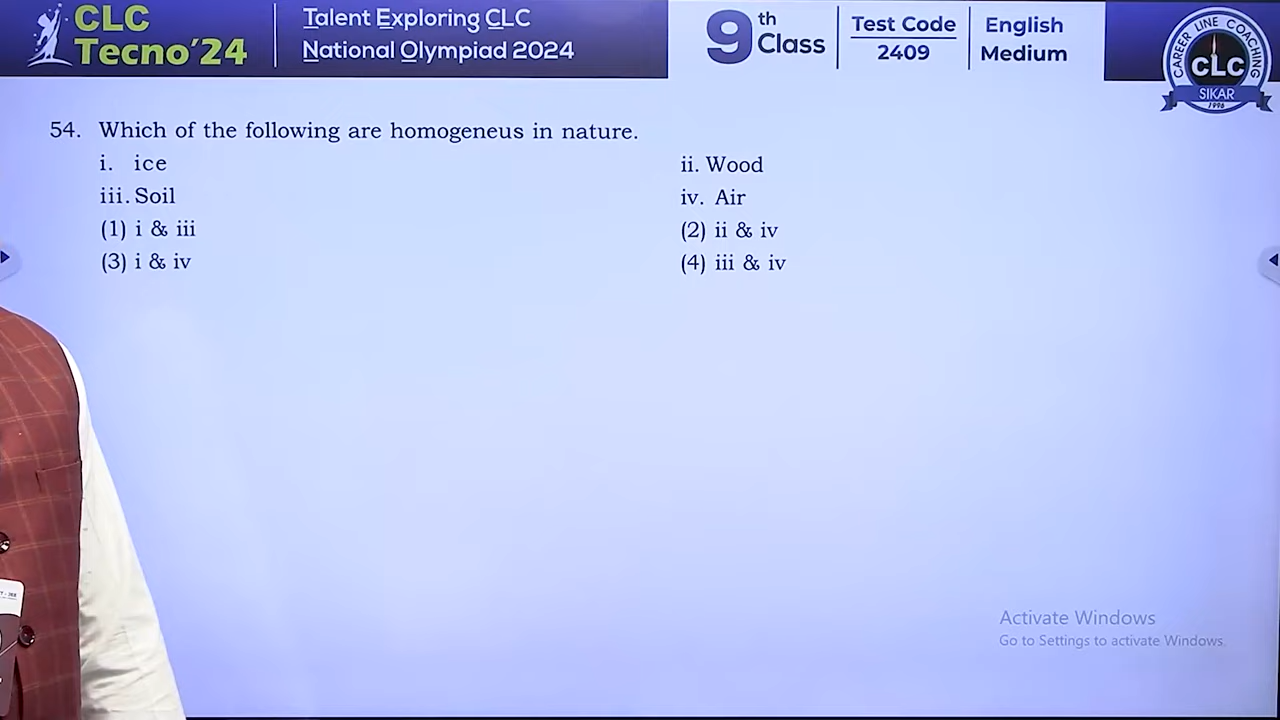 CLC
Tecno'24
Talent Exploring CLC
National Olympiad 2024
9th Class
Test Code
2409
English
Medium
CAREER LINE COACHING
CLC
SIKAR
1996
54. Which of the following are homogeneus in nature.
i. ice
ii. Wood
iii. Soil
iv. Air
(1) i & iii
(2) ii & iv
(3) i & iv
(4) iii & iv
Activate Windows
Go to Settings to activate Windows.